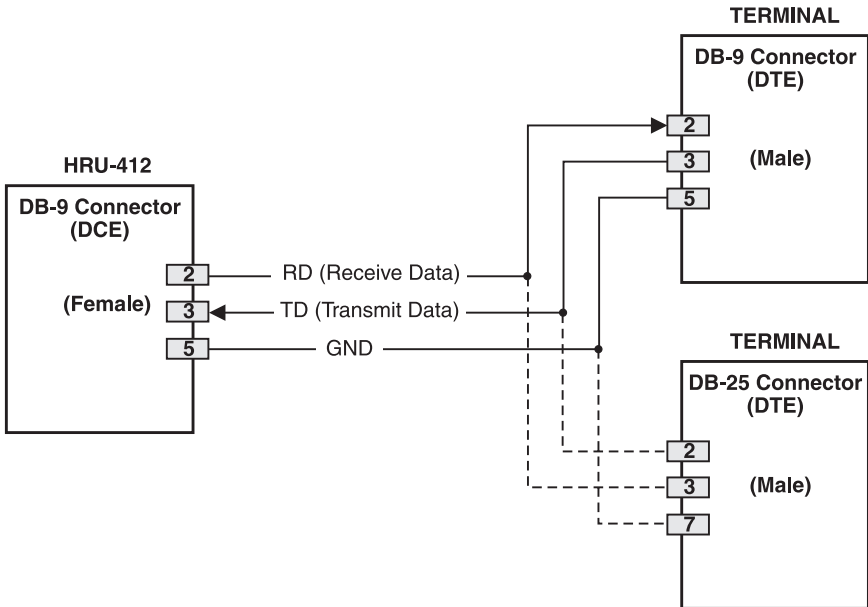 HRU-412
DB-9 Connector
(DCE)
(Female)
2
3
5
RD (Receive Data)
TD (Transmit Data)
GND
TERMINAL
DB-9 Connector
(DTE)
(Male)
2
3
5
TERMINAL
DB-25 Connector
(DTE)
(Male)
2
3
7